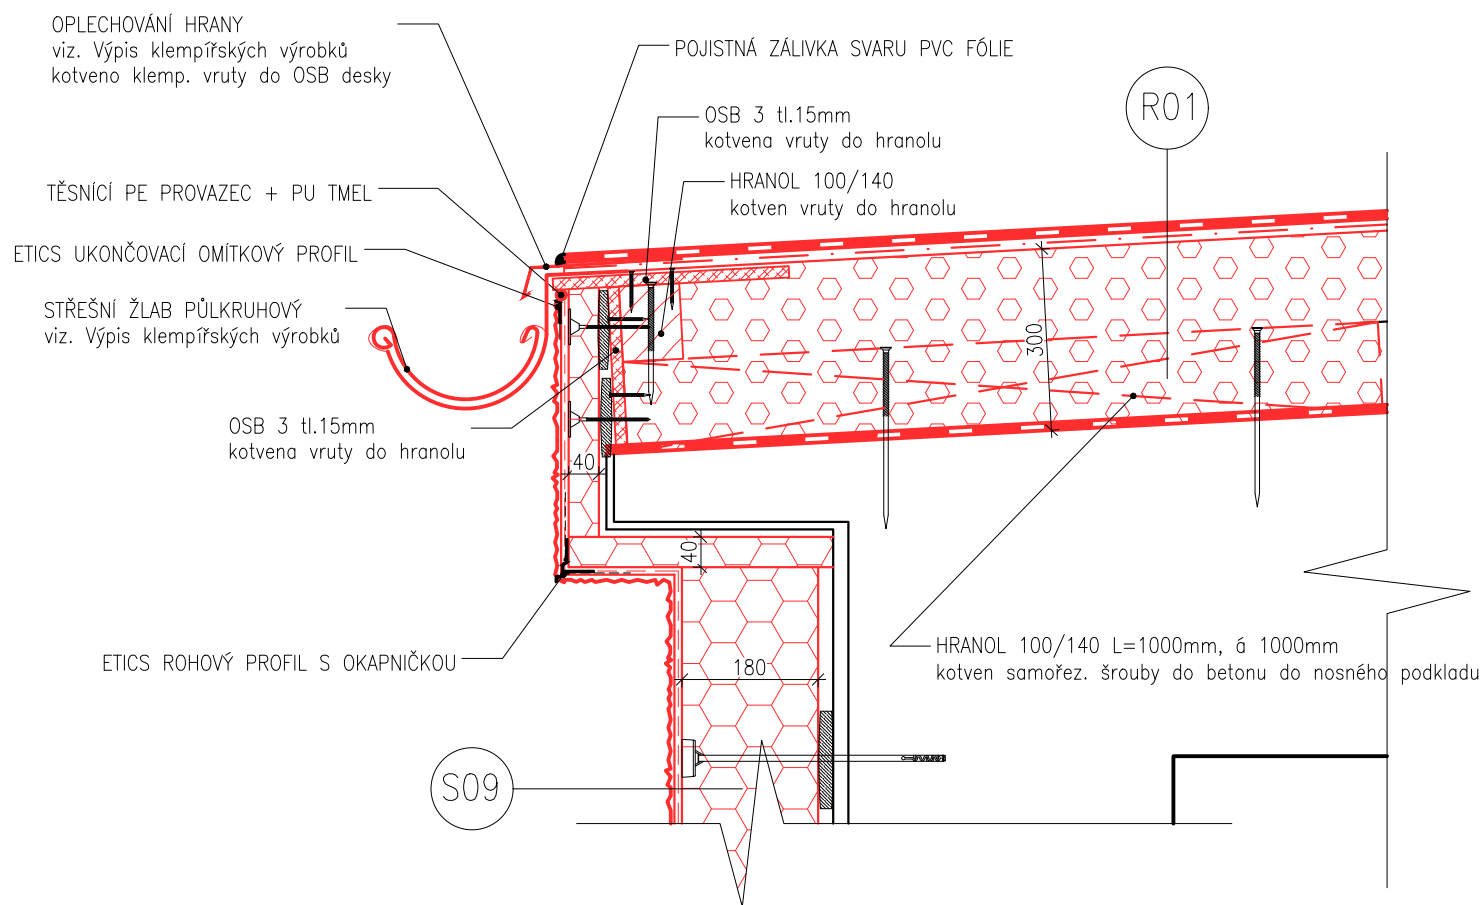 OPLECHOVÁNÍ HRANY
viz. Výpis klempířských výrobků
kotveno klemp. vruty do OSB desky
POJISTNÁ ZÁLIVKA SVARU PVC FÓLIE
OSB 3 tl.15mm
kotvena vruty do hranolu
R01
HRANOL 100/140
kotven vruty do hranolu
TĚSNÍCÍ PE PROVAZEC + PU TMEL
ETICS UKONČOVACÍ OMÍTKOVÝ PROFIL
STŘEŠNÍ ŽLAB PŮLKRUHOVÝ
viz. Výpis klempířských výrobků
300
OSB 3 tl.15mm
kotvena vruty do hranolu
40
40
ETICS ROHOVÝ PROFIL S OKAPNIČKOU
180
HRANOL 100/140 L=1000mm, á 1000mm
kotven samořez. šrouby do betonu do nosného podkladu
S09